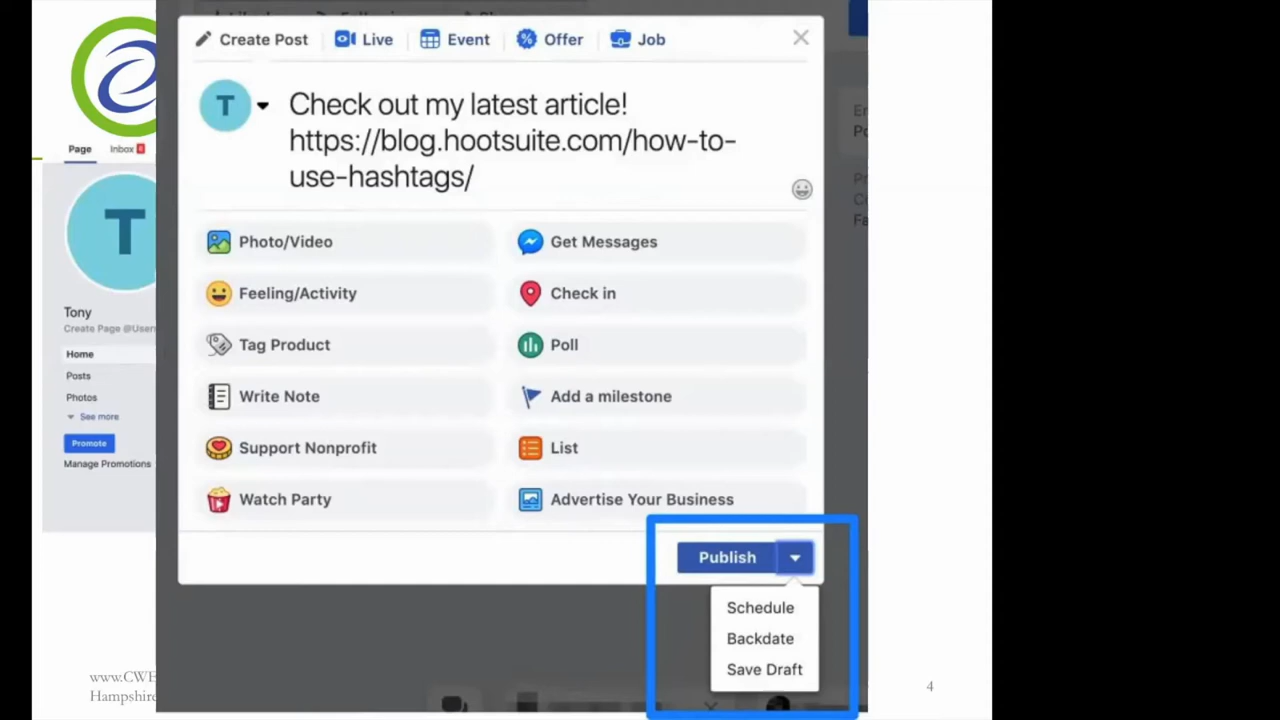 Create Post Live Event Offer Job
T
Check out my latest article!
https://blog.hootsuite.com/how-to-
use-hashtags/
Page Inbox
T
Photo/Video Get Messages
Feeling/Activity Check in
Tag Product Poll
Write Note Add a milestone
Support Nonprofit List
Watch Party Advertise Your Business
Tony
Create Page @User
Home
Posts
Photos
See more
Promote
Manage Promotions
Publish
Schedule
Backdate
Save Draft
www.CWE
Hampshire
4